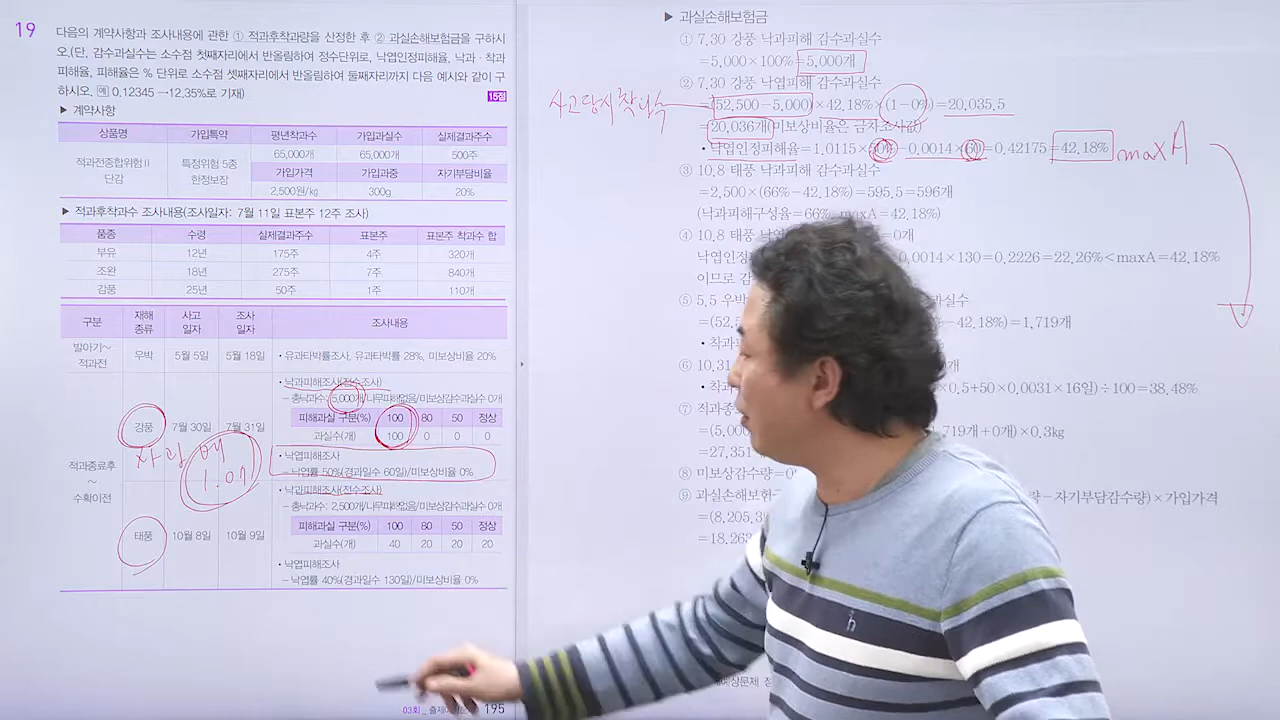 19
다음의 계약사항과 조사내용에 관한 ① 적과후착과량을 산정한 후 ② 과실손해보험금을 구하시
오.(단, 감수과실수는 소수점 첫째자리에서 반올림하여 정수단위로, 낙엽인정피해율, 낙과·착과
피해율, 피해율은 % 단위로 소수점 셋째자리에서 반올림하여 둘째자리까지 다음 예시와 같이 구
하시오. 예 0.12345 →12.35%로 기재)
15점
▶ 계약사항
상품명 가입특약 평년착과수 가입과실수 실제결과주수
적과전종합위험Ⅱ 단감 특정위험 5종 한정보장 65,000개 65,000개 500주
가입가격 가입과중 자기부담비율
2,500원/kg 300g 20%
▶ 적과후착과수 조사내용(조사일자: 7월 11일 표본주 12주 조사)
품종 수령 실제결과주수 표본주 표본주 착과수 합
부유 12년 175주 4주 320개
조완 18년 275주 7주 840개
감풍 25년 50주 1주 110개
구분 재해 종류 사고 일자 조사 일자 조사내용
발아기~ 적과전 우박 5월 5일 5월 18일 • 유과타박률조사, 유과타박률 28%, 미보상비율 20%
• 낙과피해조사(전수조사)
– 총낙과수 : 5,000개/나무피해없음/미보상감수과실수 0개
피해과실 구분(%) 100 80 50 정상
강풍 7월 30일 7월 31일 과실수(개) 100 0 0 0
• 낙엽피해조사
– 낙엽률 50%(경과일수 60일)/미보상비율 0%
적과종료후
~
수확이전
• 낙과피해조사(전수조사)
– 총낙과수 : 2,500개/나무피해없음/미보상감수과실수 0개
피해과실 구분(%) 100 80 50 정상
태풍 10월 8일 10월 9일 과실수(개) 40 20 20 20
• 낙엽피해조사
– 낙엽률 40%(경과일수 130일)/미보상비율 0%
195
▶ 과실손해보험금
① 7.30 강풍 낙과피해 감수과실수
=5,000×100%=5,000개
② 7.30 강풍 낙엽피해 감수과실수
=(52,500−5,000)×42.18%×(1−0%)=20,035.5
=20,036개(미보상비율은 금차조사값)
• 낙엽인정피해율=1.0115×50%−0.0014×60=0.42175=42.18%
maxA
③ 10.8 태풍 낙과피해 감수과실수
=2,500×(66%−42.18%)=595.5=596개
(낙과피해구성율=66%, maxA=42.18%)
④ 10.8 태풍 =0개
낙엽인정 0.0014×130=0.2226=22.26%<maxA=42.18%
이므로
⑤ 5.5 우박 과실수
=(52,5 −42.18%)=1,719개
• 착과
⑥ 10.31 개
• 착과 ×0.5+50×0.0031×16일)÷100=38.48%
⑦ 적과종
=(5,00 ,719개+0개)×0.3kg
=27,351
⑧ 미보상감수량=0
⑨ 과실손해보험 량−자기부담감수량)×가입가격
=(8,205.3
=18,263